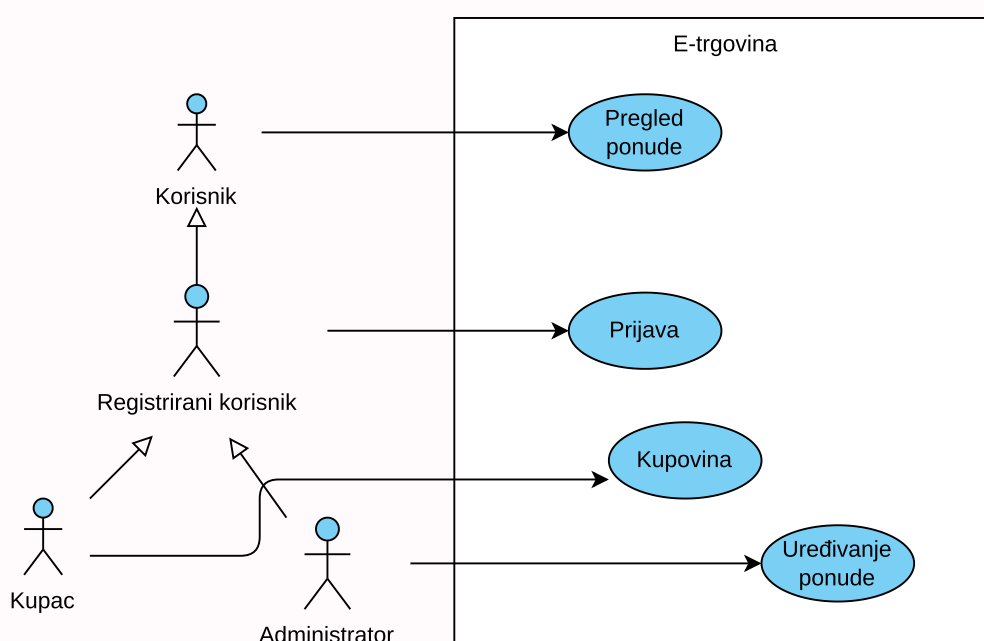 E-trgovina
Pregled
ponude
Korisnik
Prijava
Registrirani korisnik
Kupovina
Uređivanje
ponude
Kupac
Administrator